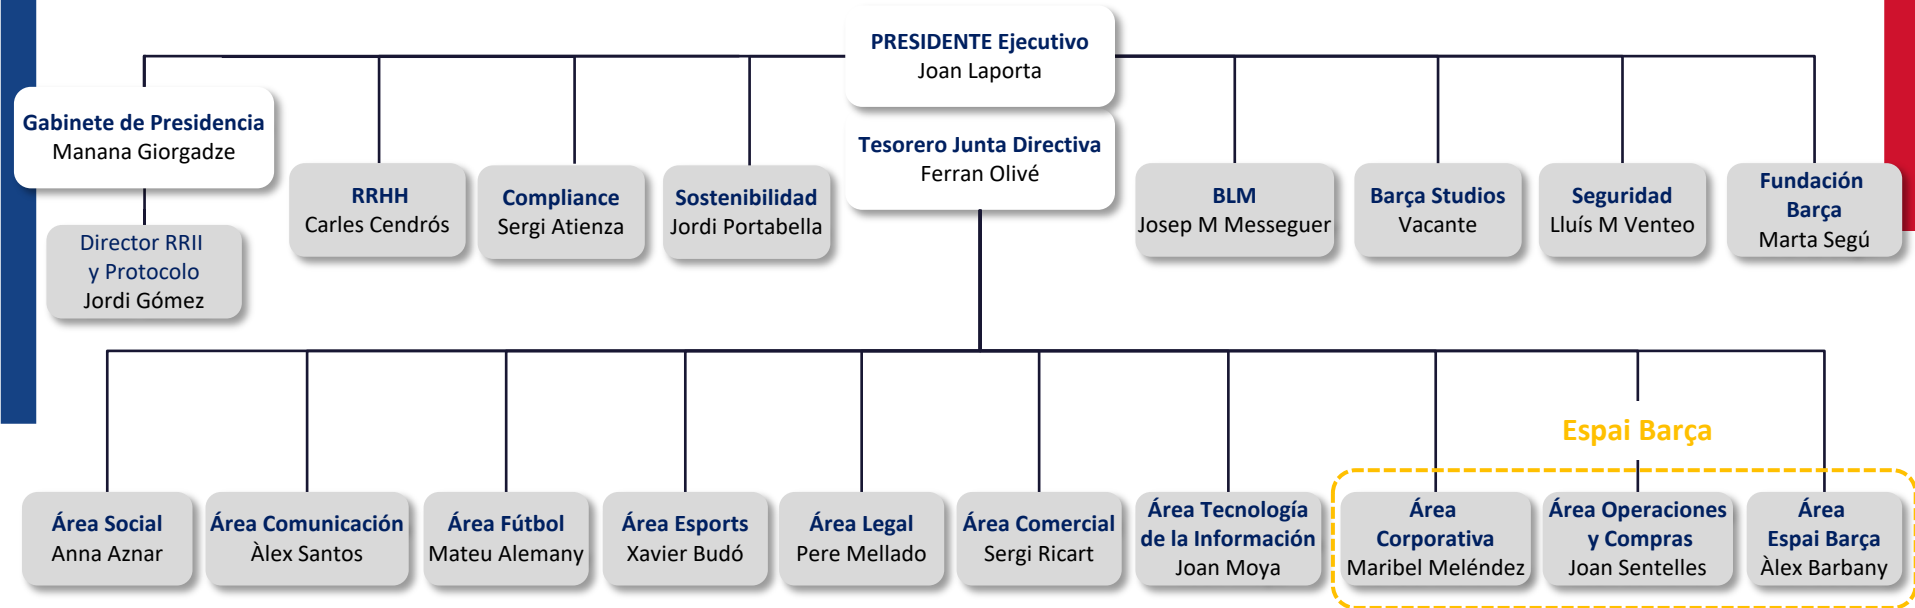 PRESIDENTE Ejecutivo
Joan Laporta
Gabinete de Presidencia
Manana Giorgadze
Tesorero Junta Directiva
Ferran Olivé
RRHH
Carles Cendrós
Compliance
Sergi Atienza
Sostenibilidad
Jordi Portabella
BLM
Josep M Messeguer
Barça Studios
Vacante
Seguridad
Lluís M Venteo
Fundación
Barça
Marta Segú
Director RRII
y Protocolo
Jordi Gómez
Espai Barça
Área Social
Anna Aznar
Área Comunicación
Àlex Santos
Área Fútbol
Mateu Alemany
Área Esports
Xavier Budó
Área Legal
Pere Mellado
Área Comercial
Sergi Ricart
Área Tecnología
de la Información
Joan Moya
Área
Corporativa
Maribel Meléndez
Área Operaciones
y Compras
Joan Sentelles
Área
Espai Barça
Àlex Barbany